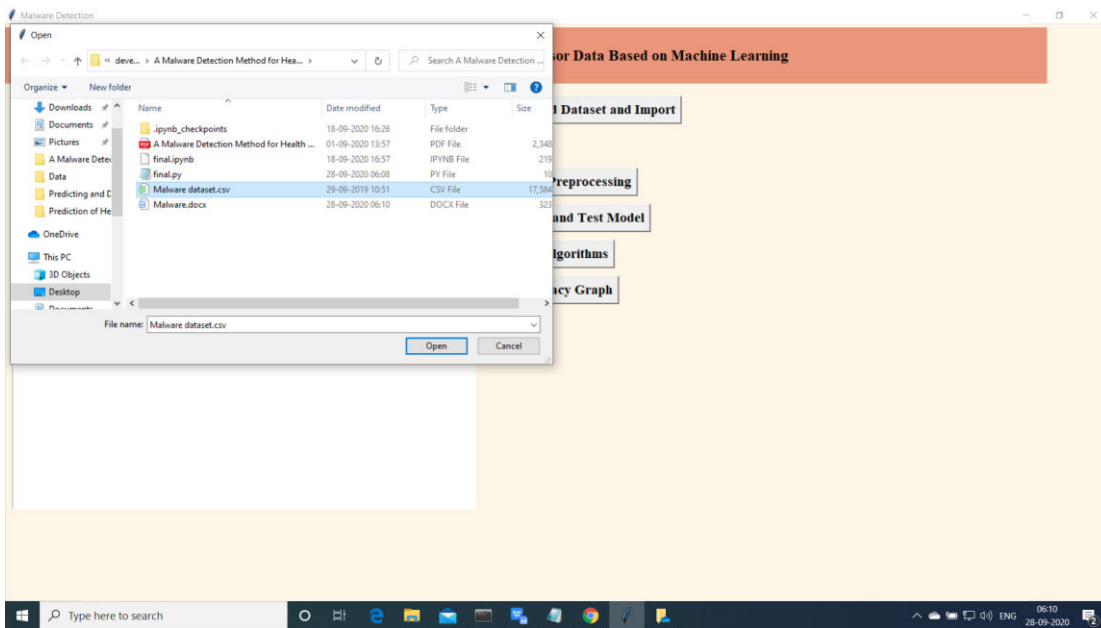 Malware Detection
Open
sor Data Based on Machine Learning
« deve... > A Malware Detection Method for Hea... >
Search A Malware Detection ...
Organize
New folder
Name
Date modified
Type
Size
Downloads
Documents
Pictures
A Malware Dete
Data
Predicting and D
Prediction of He
OneDrive
This PC
3D Objects
Desktop
.ipynb_checkpoints 18-09-2020 16:26 File folder
A Malware Detection Method for Health ... 01-09-2020 13:57 PDF File 2,348
final.ipynb 18-09-2020 16:57 IPYNB File 219
final.py 28-09-2020 06:08 PY File 10
Malware dataset.csv 29-09-2019 10:51 CSV File 17,584
Malware.docx 28-09-2020 06:10 DOCX File 323
File name: Malware dataset.csv
Open
Cancel
d Dataset and Import
Preprocessing
and Test Model
lgorithms
acy Graph
Type here to search
ENG
06:10
28-09-2020
2